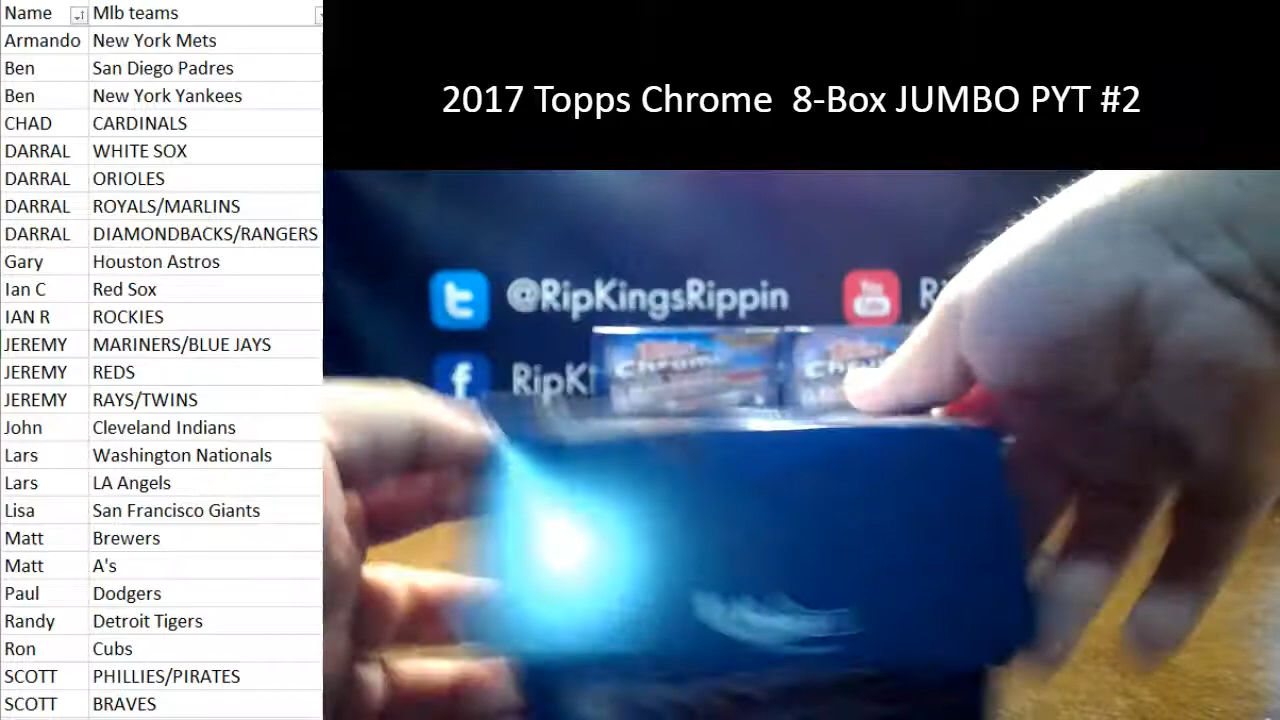 Name Mlb teams
Armando New York Mets
Ben San Diego Padres
Ben New York Yankees
CHAD CARDINALS
DARRAL WHITE SOX
DARRAL ORIOLES
DARRAL ROYALS/MARLINS
DARRAL DIAMONDBACKS/RANGERS
Gary Houston Astros
Ian C Red Sox
IAN R ROCKIES
JEREMY MARINERS/BLUE JAYS
JEREMY REDS
JEREMY RAYS/TWINS
John Cleveland Indians
Lars Washington Nationals
Lars LA Angels
Lisa San Francisco Giants
Matt Brewers
Matt A's
Paul Dodgers
Randy Detroit Tigers
Ron Cubs
SCOTT PHILLIES/PIRATES
SCOTT BRAVES
2017 Topps Chrome 8-Box JUMBO PYT #2
@RipKingsRippin
You Tube
RipK
Chrome